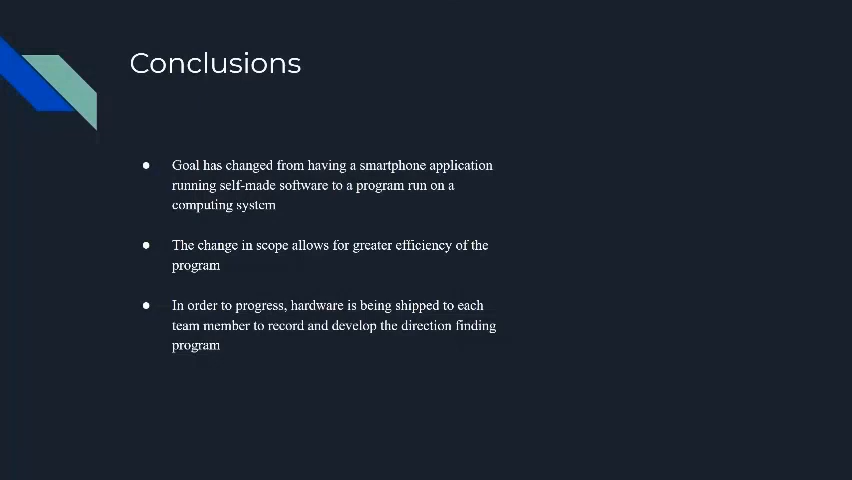 Conclusions
● Goal has changed from having a smartphone application
running self-made software to a program run on a
computing system
● The change in scope allows for greater efficiency of the
program
● In order to progress, hardware is being shipped to each
team member to record and develop the direction finding
program